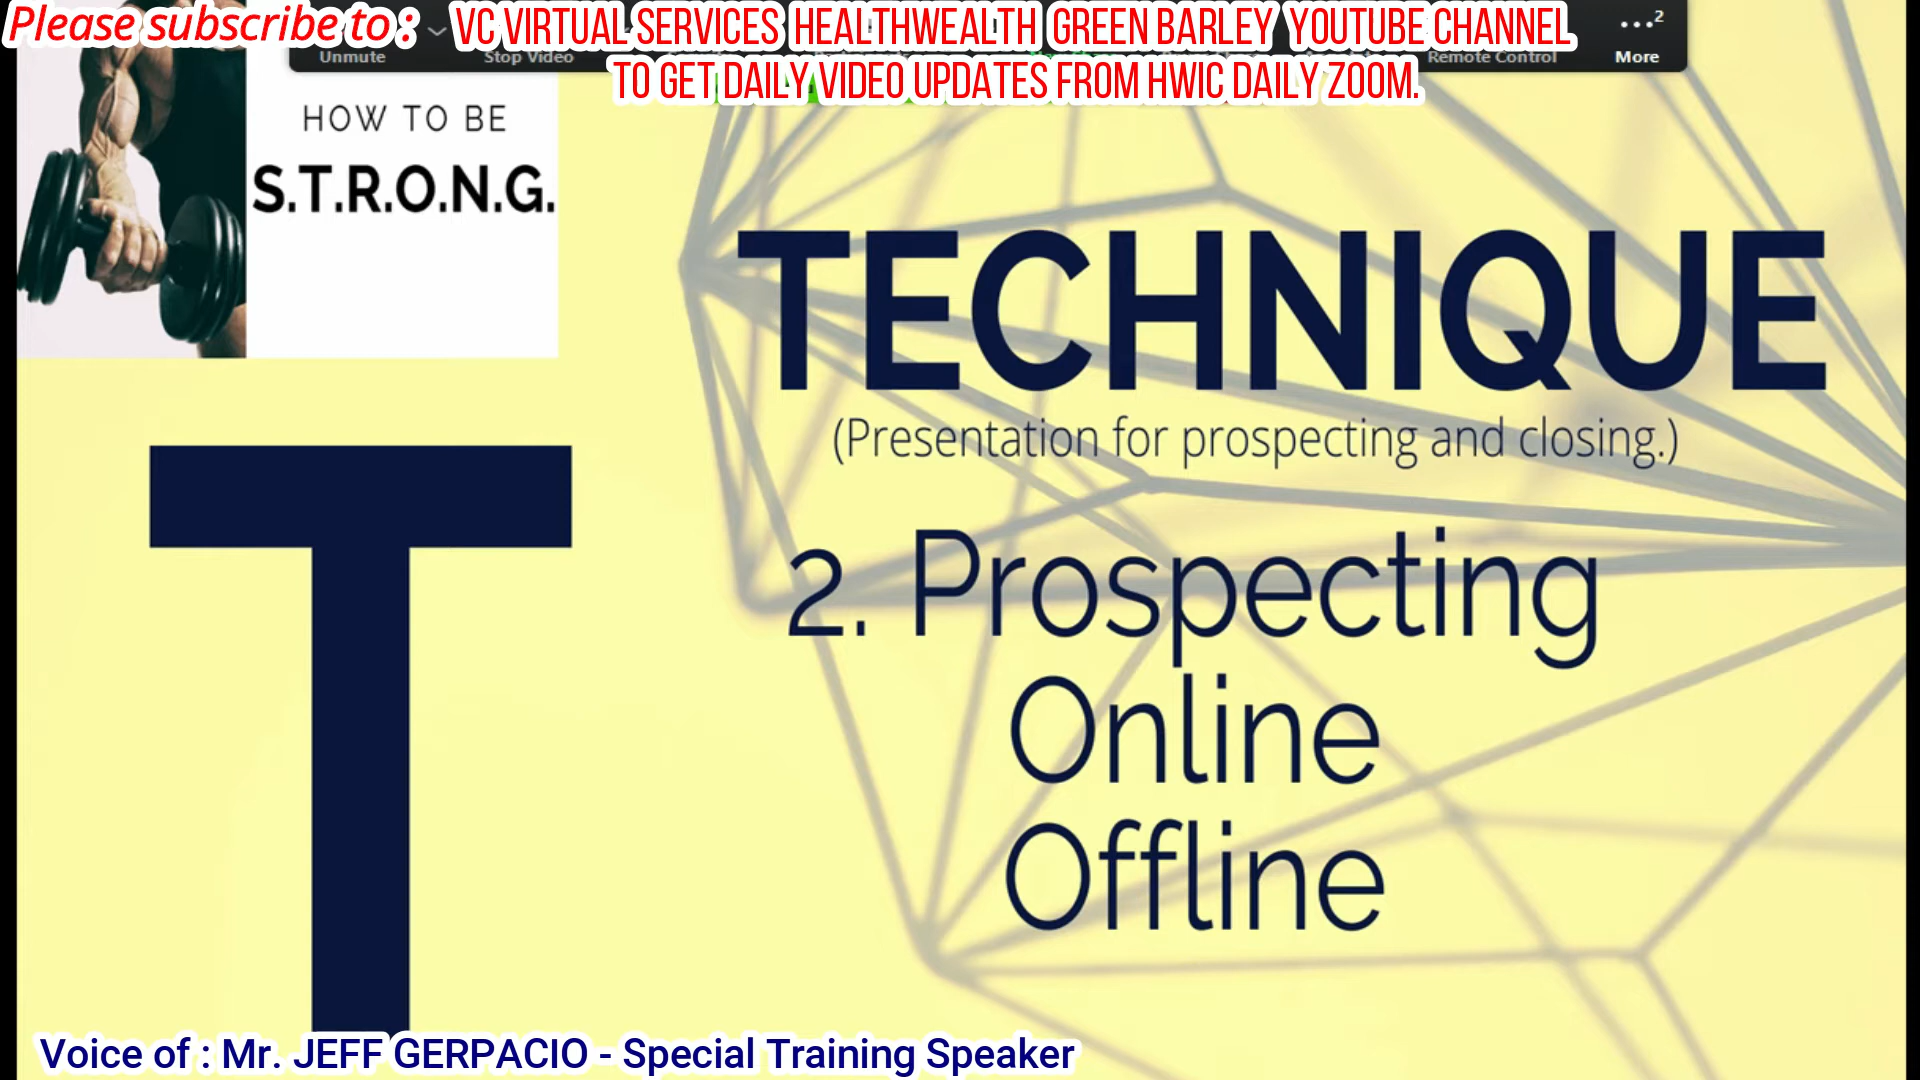 Please subscribe to : VC VIRTUAL SERVICES HEALTHWEALTH GREEN BARLEY YOUTUBE CHANNEL
TO GET DAILY VIDEO UPDATES FROM HWIC DAILY ZOOM.
Unmute Stop Video Remote Control More
2
HOW TO BE
S.T.R.O.N.G.
TECHNIQUE
(Presentation for prospecting and closing.)
T
2. Prospecting
Online
Offline
Voice of : Mr. JEFF GERPACIO - Special Training Speaker